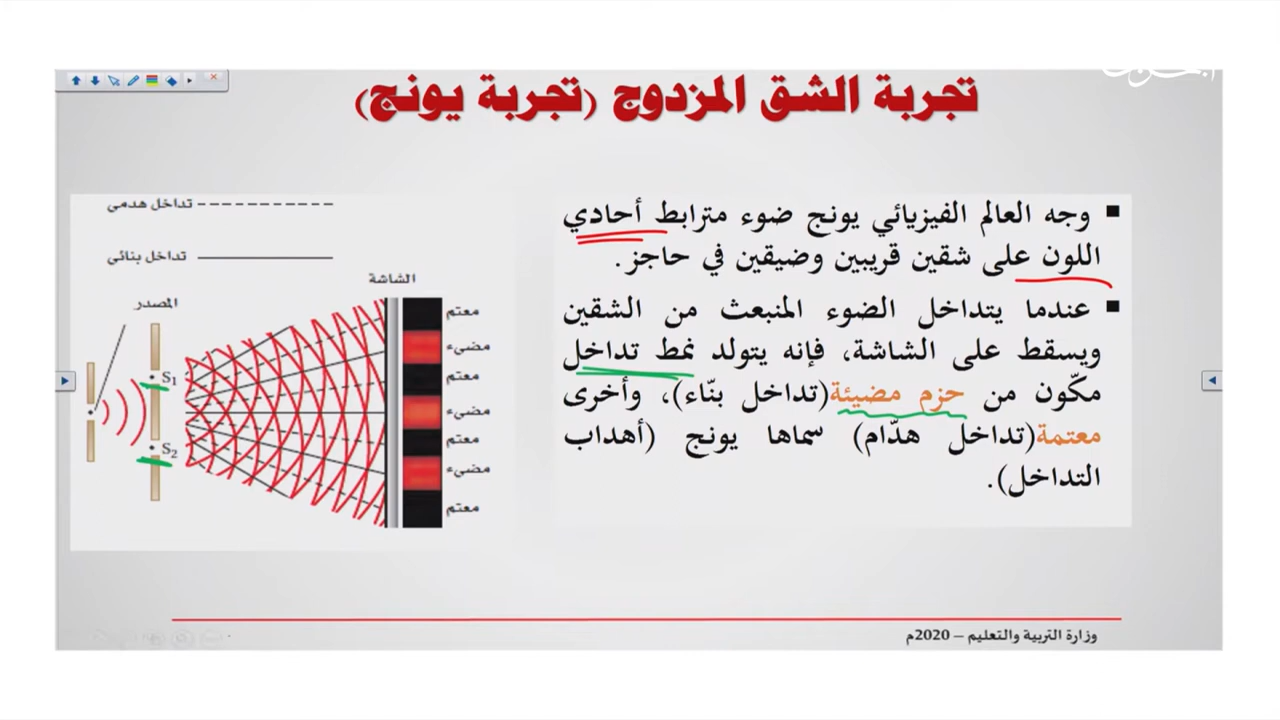 تجربة الشق المزدوج (تجربة يونج)
■ وجه العالم الفيزيائي يونج ضوء مترابط أحادي
اللون على شقين قريبين وضيقين في حاجز.
■ عندما يتداخل الضوء المنبعث من الشقين
ويسقط على الشاشة، فإنه يتولد نمط تداخل
مكّون من حزم مضيئة(تداخل بنّاء)، وأخرى
معتمة(تداخل هدّام) سماها يونج (أهداب
التداخل).
تداخل هدمي
تداخل بنائي
الشاشة
المصدر
معتم
مضيء
معتم
مضيء
معتم
مضيء
معتم
S1
S2
وزارة التربية والتعليم – 2020م